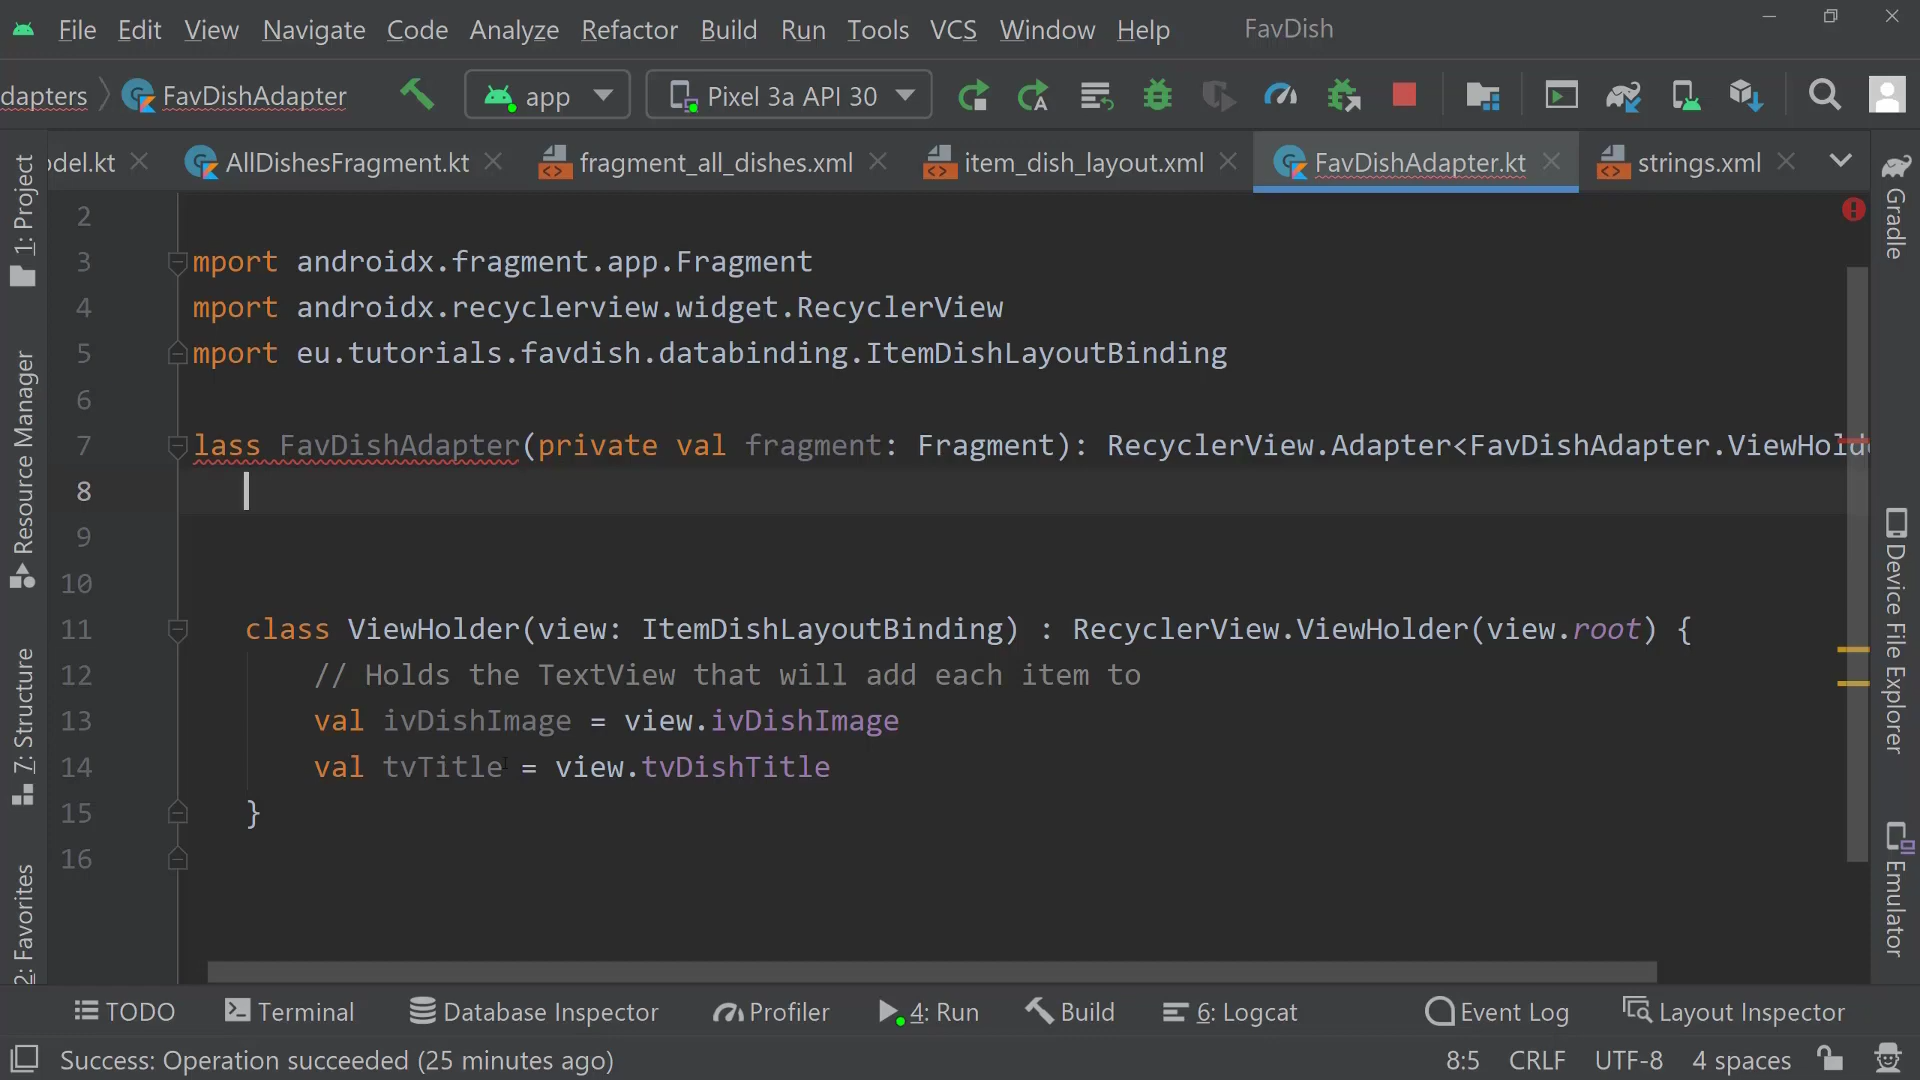 File Edit View Navigate Code Analyze Refactor Build Run Tools VCS Window Help FavDish
dapters FavDishAdapter app Pixel 3a API 30
odel.kt AllDishesFragment.kt fragment_all_dishes.xml item_dish_layout.xml FavDishAdapter.kt strings.xml
1: Project
Resource Manager
7: Structure
2: Favorites
2
3 mport androidx.fragment.app.Fragment
4 mport androidx.recyclerview.widget.RecyclerView
5 mport eu.tutorials.favdish.databinding.ItemDishLayoutBinding
6
7 lass FavDishAdapter(private val fragment: Fragment): RecyclerView.Adapter<FavDishAdapter.ViewHold
8
9
10
11 class ViewHolder(view: ItemDishLayoutBinding) : RecyclerView.ViewHolder(view.root) {
12 // Holds the TextView that will add each item to
13 val ivDishImage = view.ivDishImage
14 val tvTitle = view.tvDishTitle
15 }
16
Gradle
Device File Explorer
Emulator
TODO Terminal Database Inspector Profiler 4: Run Build 6: Logcat Event Log Layout Inspector
Success: Operation succeeded (25 minutes ago) 8:5 CRLF UTF-8 4 spaces